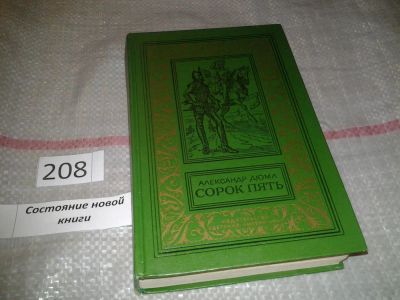 208
Состояние новой
книги
АЛЕКСАНДР ДЮМА
СОРОК ПЯТЬ